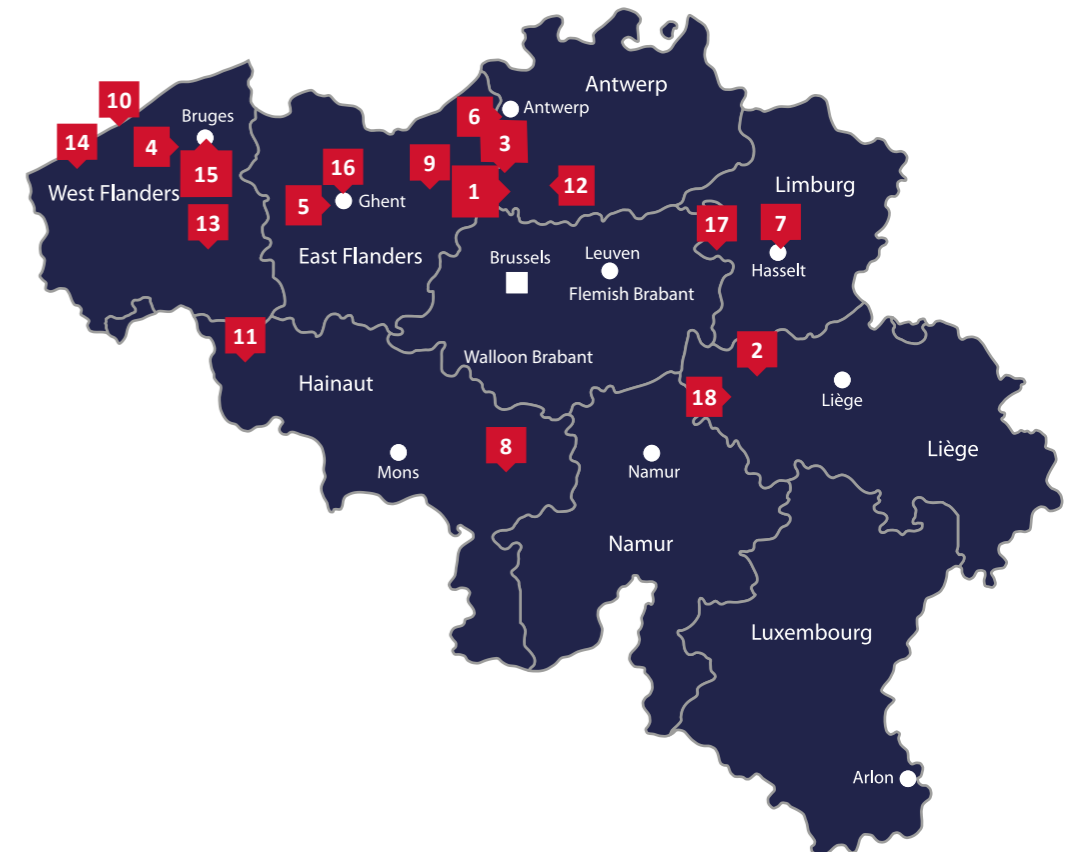 Antwerp
10
Bruges
6
Antwerp
14
4
3
15
16
9
1
12
West Flanders
5
Ghent
Limburg
13
17
7
East Flanders
Brussels
Leuven
Hasselt
Flemish Brabant
11
2
Walloon Brabant
Hainaut
18
Liège
8
Mons
Namur
Liège
Namur
Luxembourg
Arlon